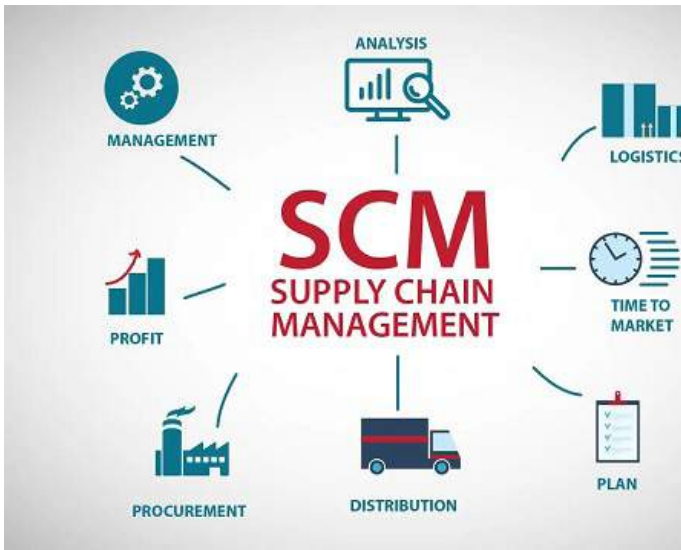 ANALYSIS
MANAGEMENT
LOGISTICS
SCM
SUPPLY CHAIN
MANAGEMENT
TIME TO
MARKET
PROFIT
PLAN
PROCUREMENT
DISTRIBUTION